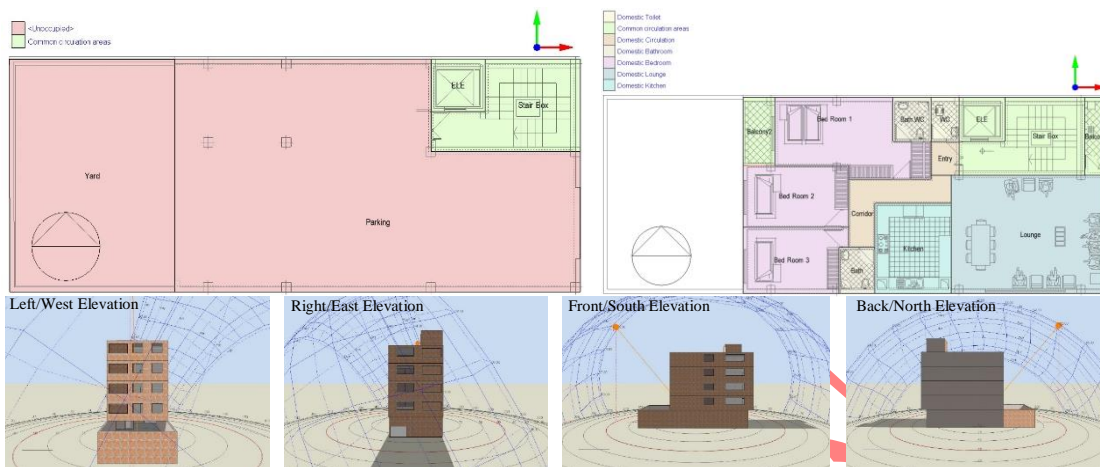 <Unoccupied>
Common circulation areas
ELE
Stair Box
Yard
Parking
Domestic Toilet
Common circulation areas
Domestic Circulation
Domestic Bathroom
Domestic Bedroom
Domestic Lounge
Domestic Kitchen
Balcony2
Bed Room 1
Bath WC
WC
ELE
Stair Box
Entry
Bed Room 2
Corridor
Lounge
Kitchen
Bed Room 3
Bath
Left/West Elevation
Right/East Elevation
Front/South Elevation
Back/North Elevation